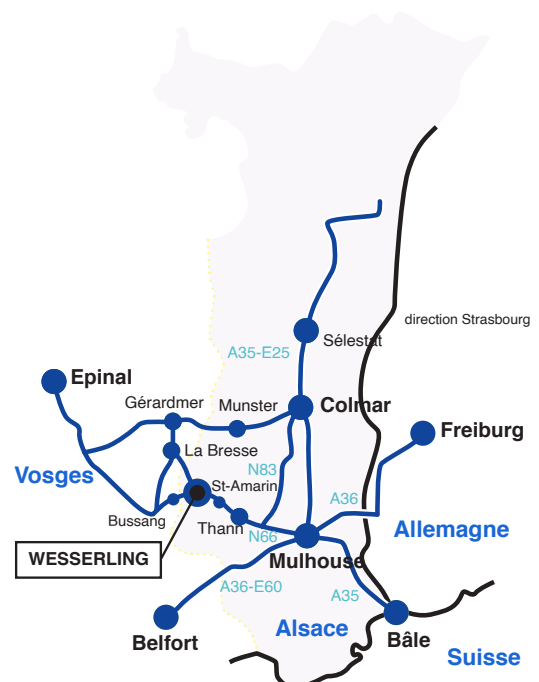 direction Strasbourg
Sélestat
A35-E25
Epinal
Gérardmer
Munster
Colmar
Freiburg
La Bresse
Vosges
N83
St-Amarin
A36
Bussang
Thann
N66
Allemagne
WESSERLING
Mulhouse
A36-E60
A35
Belfort
Alsace
Bâle
Suisse